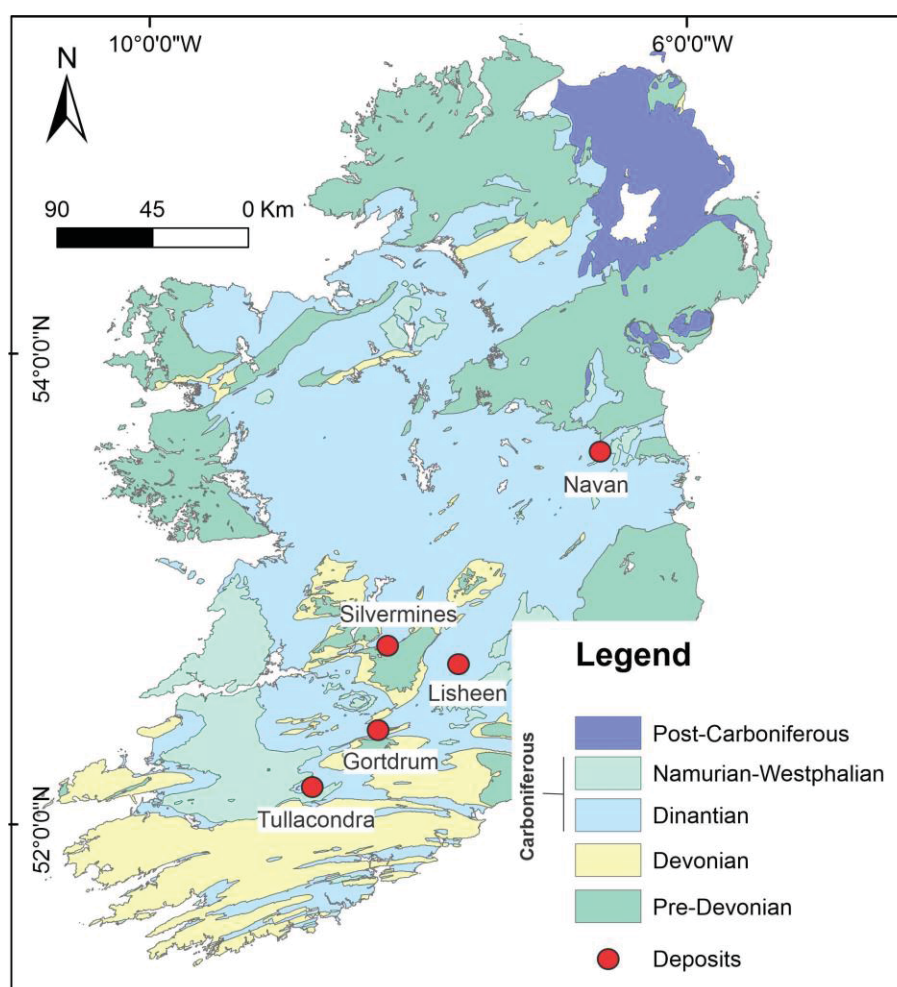 10°0'0"W
6°0'0"W
N
90 45 0 Km
54°0'0"N
Navan
Silvermines
Lisheen
Gortdrum
Tullacondra
52°0'0"N
Legend
Post-Carboniferous
Carboniferous
Namurian-Westphalian
Dinantian
Devonian
Pre-Devonian
Deposits